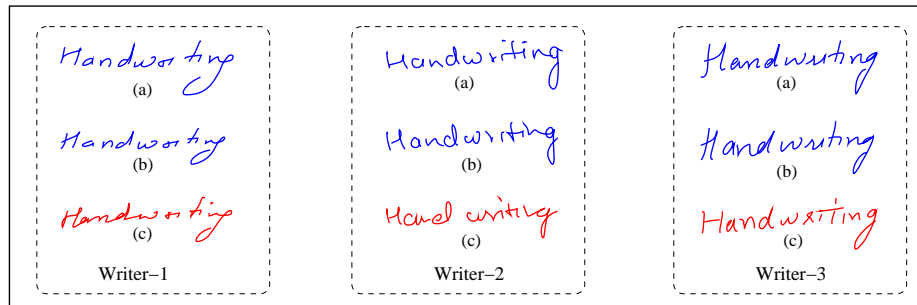 Handwriting
(a)
Handwriting
(b)
Handwriting
(c)
Writer–1
Handwriting
(a)
Handwriting
(b)
Hand writing
(c)
Writer–2
Handwriting
(a)
Handwriting
(b)
Handwriting
(c)
Writer–3